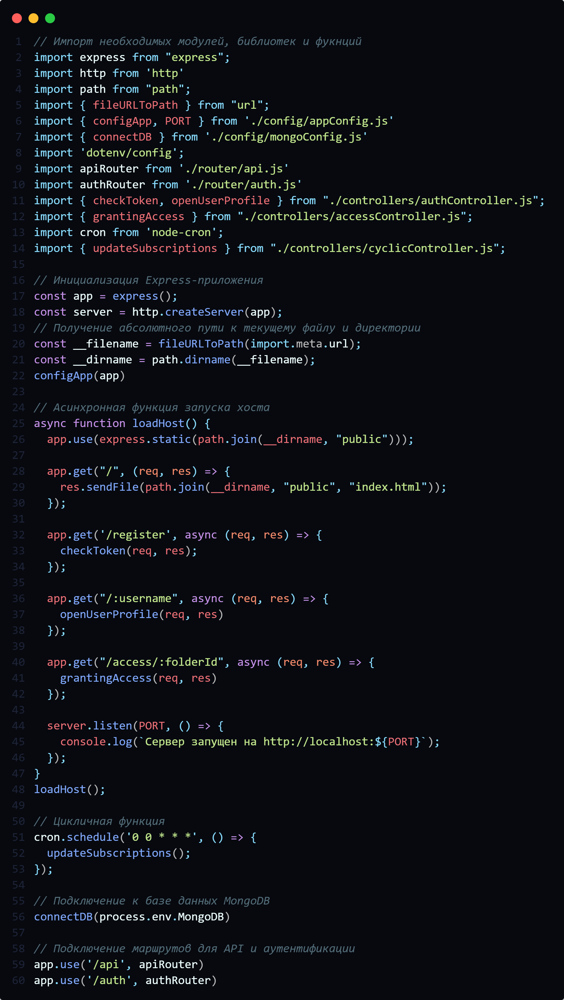 1 // Импорт необходимых модулей, библиотек и фукнций
2 import express from "express";
3 import http from 'http'
4 import path from "path";
5 import { fileURLToPath } from "url";
6 import { configApp, PORT } from './config/appConfig.js'
7 import { connectDB } from './config/mongoConfig.js'
8 import 'dotenv/config';
9 import apiRouter from './router/api.js'
10 import authRouter from './router/auth.js'
11 import { checkToken, openUserProfile } from "./controllers/authController.js";
12 import { grantingAccess } from "./controllers/accessController.js";
13 import cron from 'node-cron';
14 import { updateSubscriptions } from "./controllers/cyclicController.js";
15
16 // Инициализация Express-приложения
17 const app = express();
18 const server = http.createServer(app);
19 // Получение абсолютного пути к текущему файлу и директории
20 const __filename = fileURLToPath(import.meta.url);
21 const __dirname = path.dirname(__filename);
22 configApp(app)
23
24 // Асинхронная функция запуска хоста
25 async function loadHost() {
26   app.use(express.static(path.join(__dirname, "public")));
27
28   app.get("/", (req, res) => {
29     res.sendFile(path.join(__dirname, "public", "index.html"));
30   });
31
32   app.get('/register', async (req, res) => {
33     checkToken(req, res);
34   });
35
36   app.get("/:username", async (req, res) => {
37     openUserProfile(req, res)
38   });
39
40   app.get("/access/:folderId", async (req, res) => {
41     grantingAccess(req, res)
42   });
43
44   server.listen(PORT, () => {
45     console.log(`Сервер запущен на http://localhost:${PORT}`);
46   });
47 }
48 loadHost();
49
50 // Цикличная функция
51 cron.schedule('0 0 * * *', () => {
52   updateSubscriptions();
53 });
54
55 // Подключение к базе данных MongoDB
56 connectDB(process.env.MongoDB)
57
58 // Подключение маршрутов для API и аутентификации
59 app.use('/api', apiRouter)
60 app.use('/auth', authRouter)